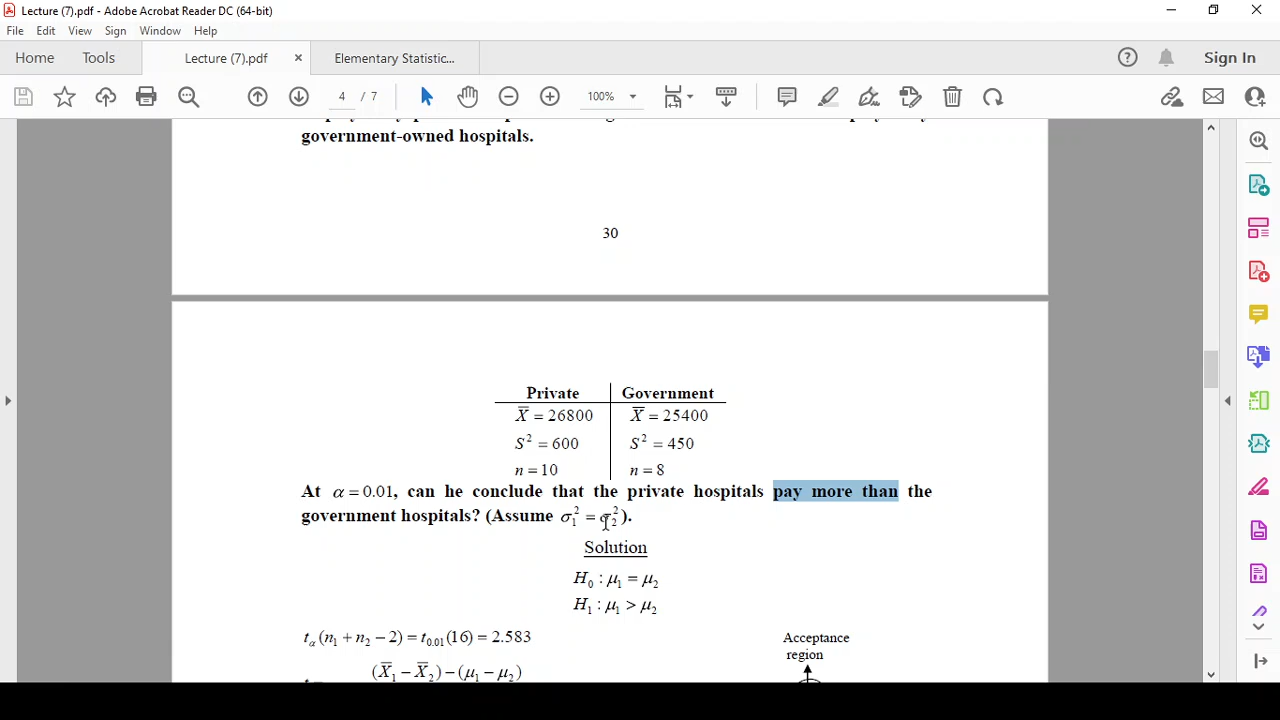 Lecture (7).pdf - Adobe Acrobat Reader DC (64-bit)
File Edit View Sign Window Help
Home Tools Lecture (7).pdf × Elementary Statistic... Sign In
4 / 7 100%
government-owned hospitals.
30
Private Government
X̅ = 26800 X̅ = 25400
S² = 600 S² = 450
n = 10 n = 8
At α = 0.01, can he conclude that the private hospitals pay more than the
government hospitals? (Assume σ₁² = σ₂²).
Solution
H₀ : μ₁ = μ₂
H₁ : μ₁ > μ₂
tα (n₁ + n₂ − 2) = t₀.₀₁ (16) = 2.583
Acceptance
region
(X̅₁ − X̅₂) − (μ₁ − μ₂)